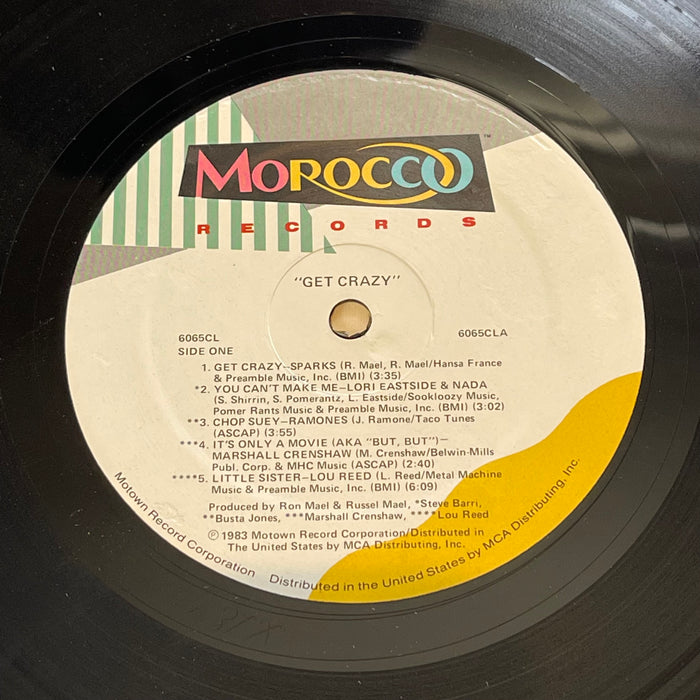 MOROCCO™
RECORDS
"GET CRAZY"
6065CL
6065CLA
SIDE ONE
1. GET CRAZY--SPARKS (R. Mael, R. Mael/Hansa France
& Preamble Music, Inc. (BMI) (3:35)
*2. YOU CAN'T MAKE ME–LORI EASTSIDE & NADA
(S. Shirrin, S. Pomerantz, L. Eastside/Sookloozy Music,
Pomer Rants Music & Preamble Music, Inc. (BMI) (3:02)
**3. CHOP SUEY–RAMONES (J. Ramone/Taco Tunes
(ASCAP) (3:55)
***4. IT'S ONLY A MOVIE (AKA "BUT, BUT")–
MARSHALL CRENSHAW (M. Crenshaw/Belwin-Mills
Publ. Corp. & MHC Music (ASCAP) (2:40)
****5. LITTLE SISTER–LOU REED (L. Reed/Metal Machine
Music & Preamble Music, Inc. (BMI) (6:09)
Produced by Ron Mael & Russel Mael, *Steve Barri,
**Busta Jones, ***Marshall Crenshaw, ****Lou Reed
℗ 1983 Motown Record Corporation/Distributed in
The United States by MCA Distributing, Inc.
Motown Record Corporation Distributed in the United States by MCA Distributing, Inc.